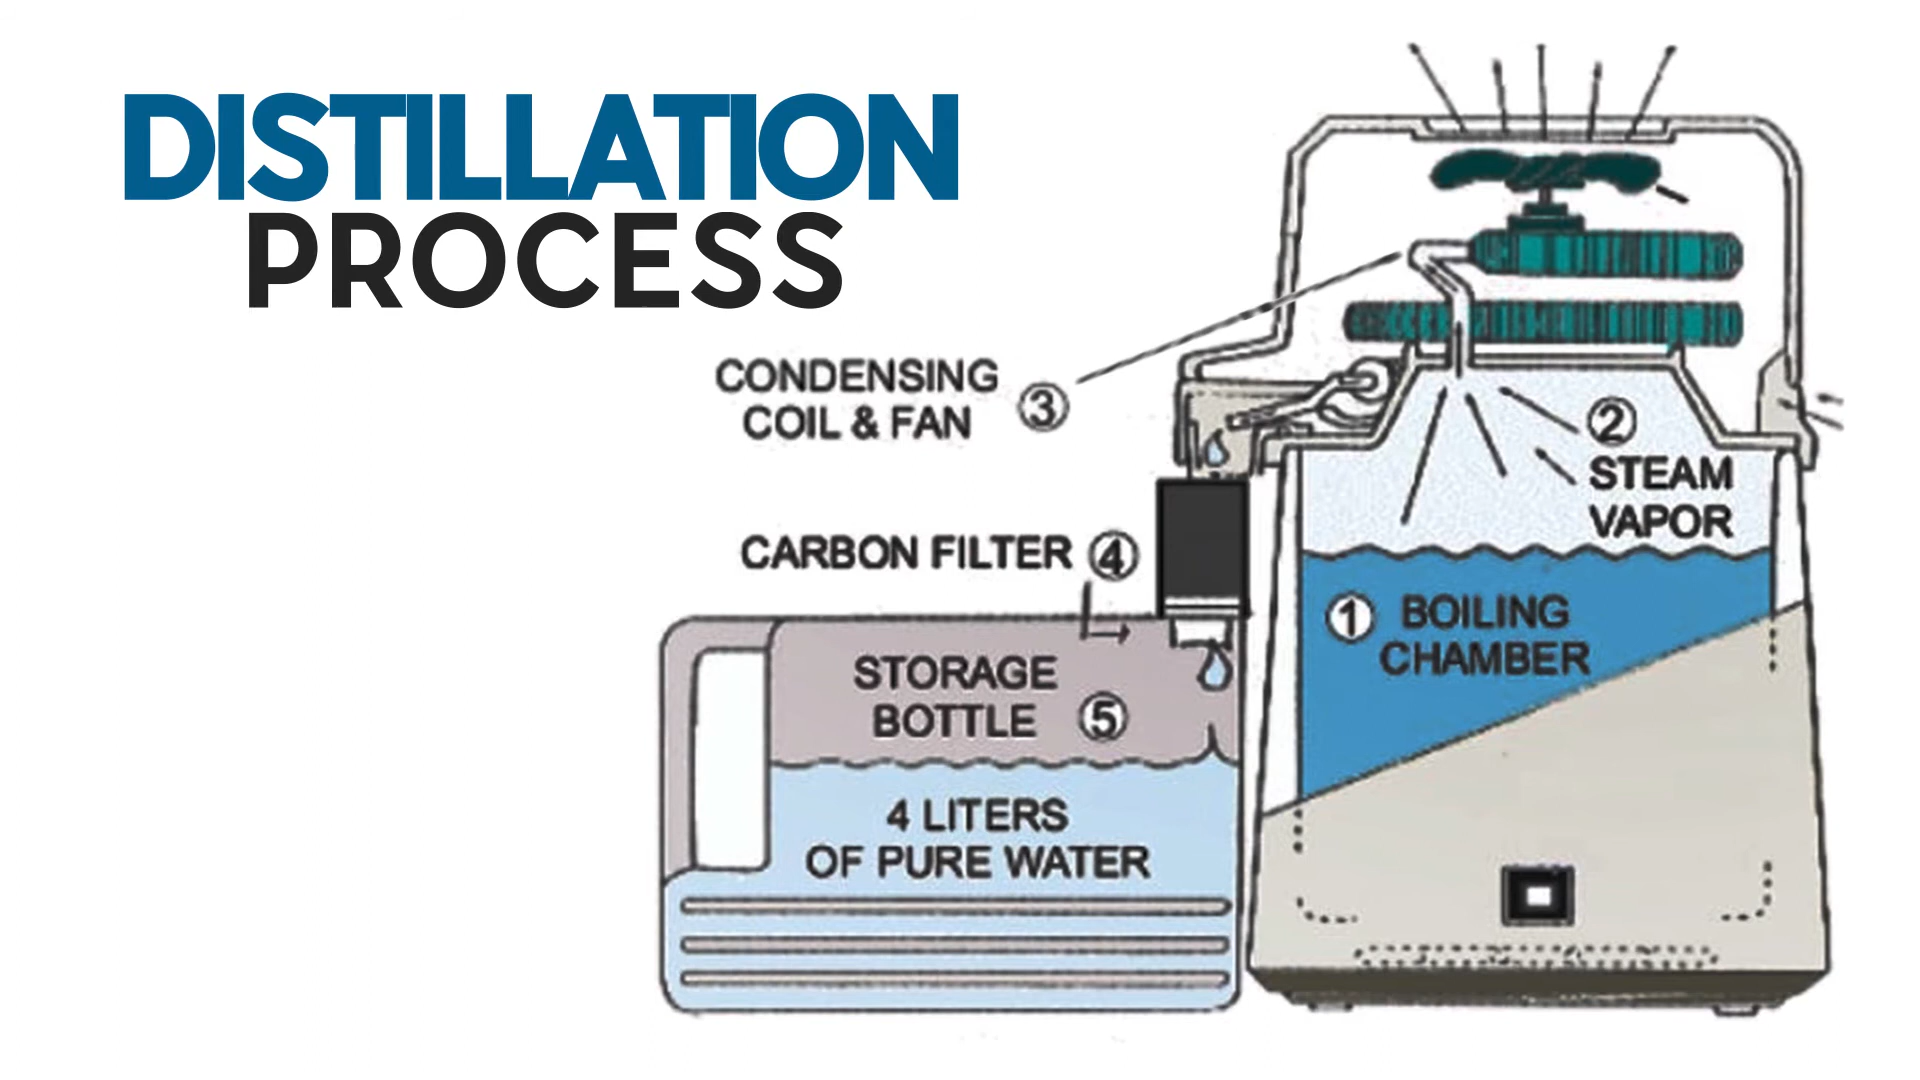 DISTILLATION
PROCESS
CONDENSING
COIL & FAN
3
2
STEAM
VAPOR
CARBON FILTER 4
1 BOILING
CHAMBER
STORAGE
BOTTLE 5
4 LITERS
OF PURE WATER